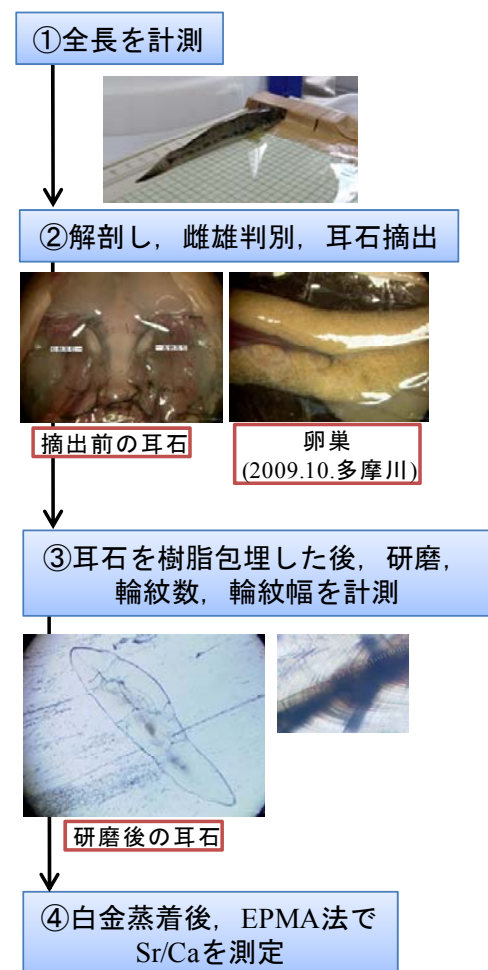 ①全長を計測
②解剖し，雌雄判別，耳石摘出
摘出前の耳石
卵巣
(2009.10.多摩川)
③耳石を樹脂包埋した後，研磨，
輪紋数，輪紋幅を計測
研磨後の耳石
④白金蒸着後，EPMA法で
Sr/Caを測定